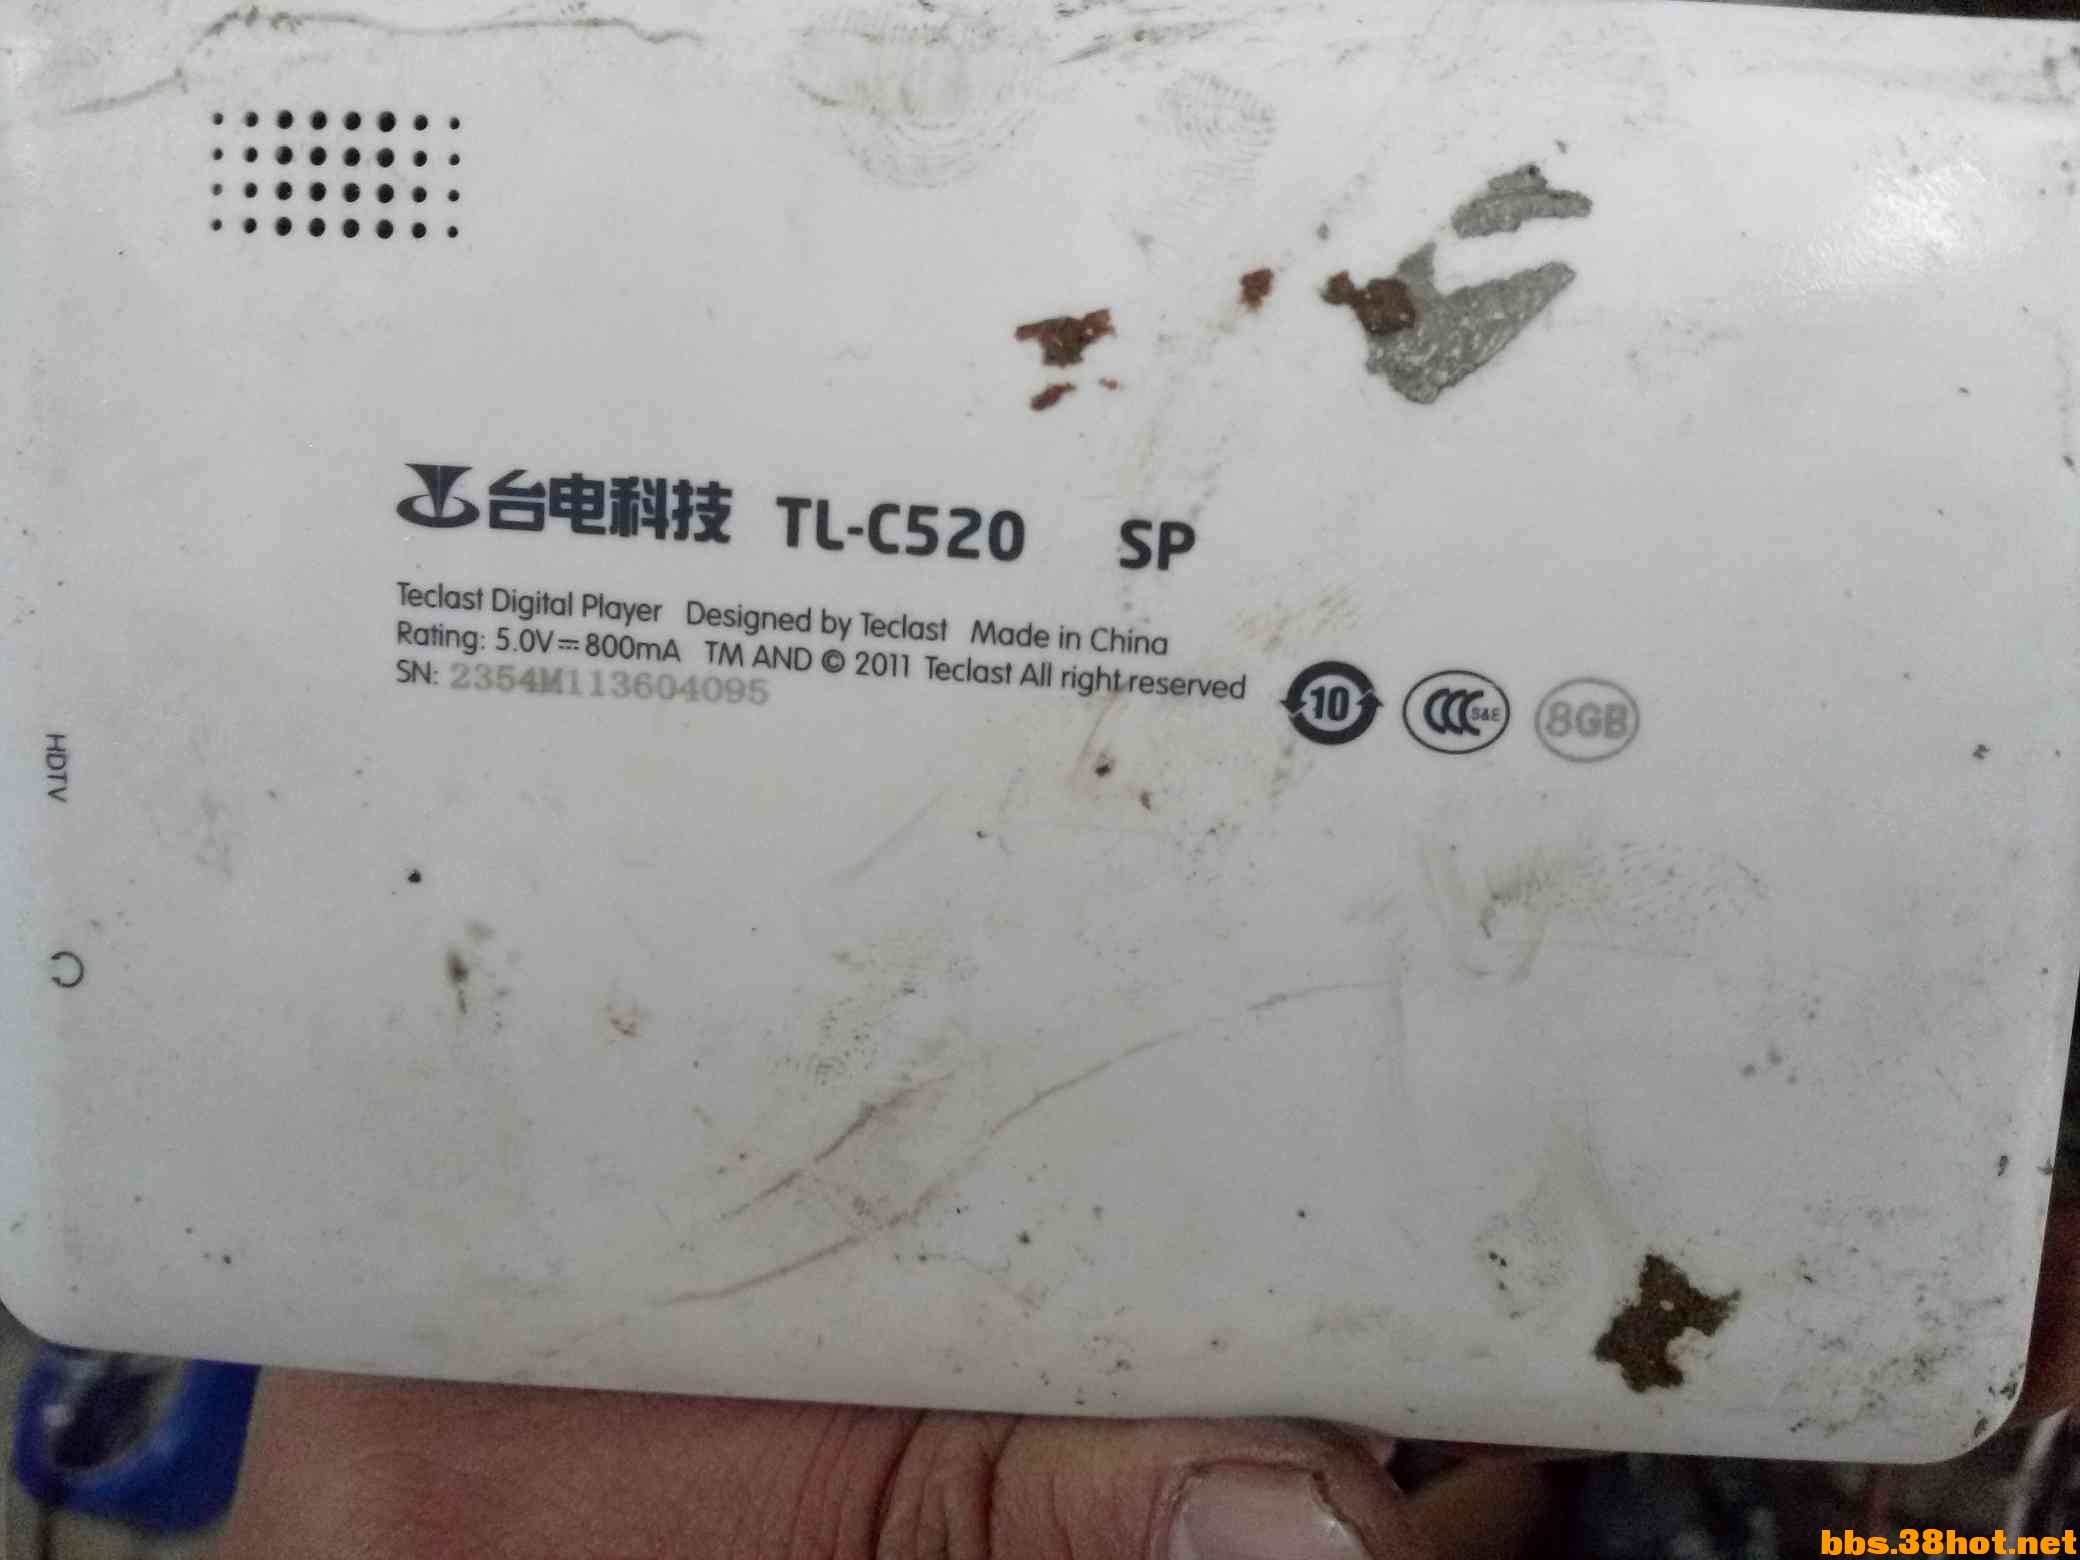 台电科技 TL-C520 SP
Teclast Digital Player Designed by Teclast Made in China
Rating: 5.0V⎓800mA TM AND © 2011 Teclast All right reserved
SN: 2354M113604095
10 CCC S&E 8GB
HDTV
bbs.38hot.net